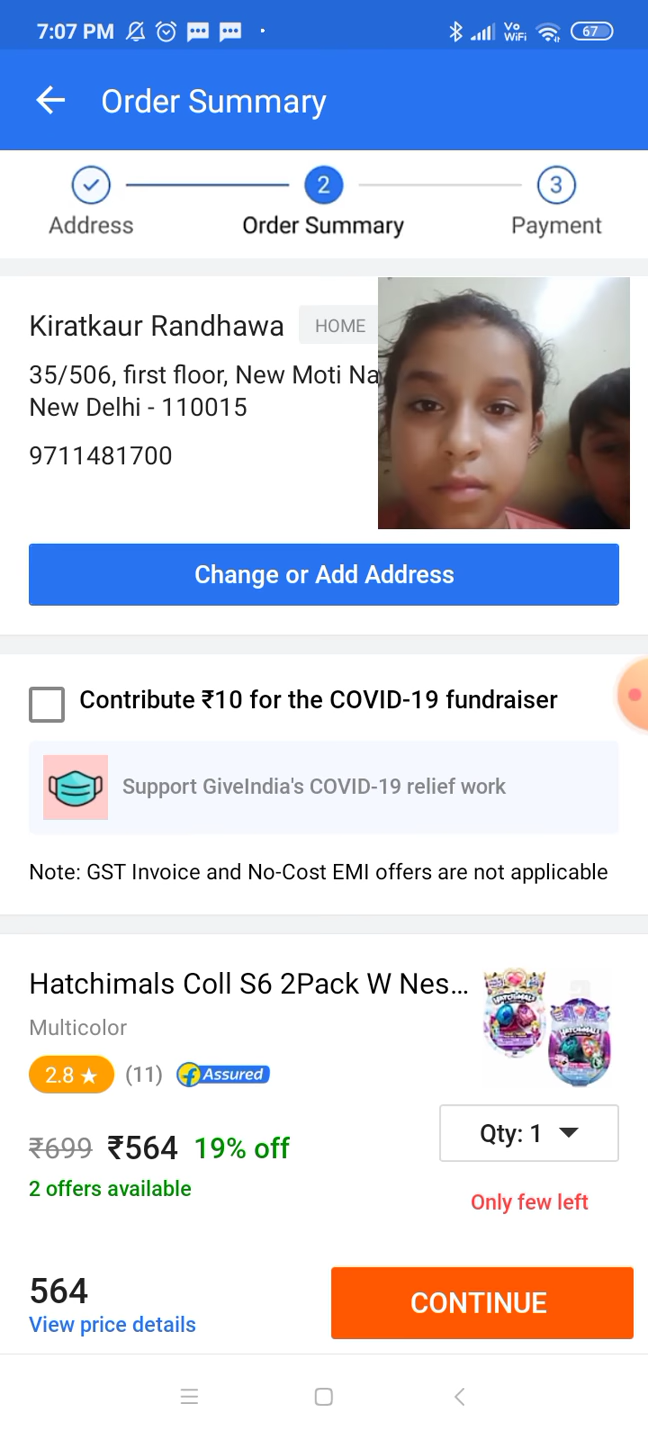 7:07 PM
Vo WiFi
67
Order Summary
2
3
Address
Order Summary
Payment
Kiratkaur Randhawa
HOME
35/506, first floor, New Moti Na
New Delhi - 110015
9711481700
Change or Add Address
Contribute ₹10 for the COVID-19 fundraiser
Support GiveIndia's COVID-19 relief work
Note: GST Invoice and No-Cost EMI offers are not applicable
Hatchimals Coll S6 2Pack W Nes...
Multicolor
2.8 ★ (11) f Assured
₹699 ₹564 19% off
Qty: 1
2 offers available
Only few left
564
CONTINUE
View price details